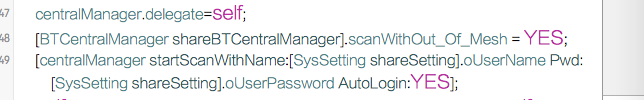 47 centralManager.delegate=self;
48 [BTCentralManager shareBTCentralManager].scanWithOut_Of_Mesh = YES;
49 [centralManager startScanWithName:[SysSetting shareSetting].oUserName Pwd:
[SysSetting shareSetting].oUserPassword AutoLogin:YES];